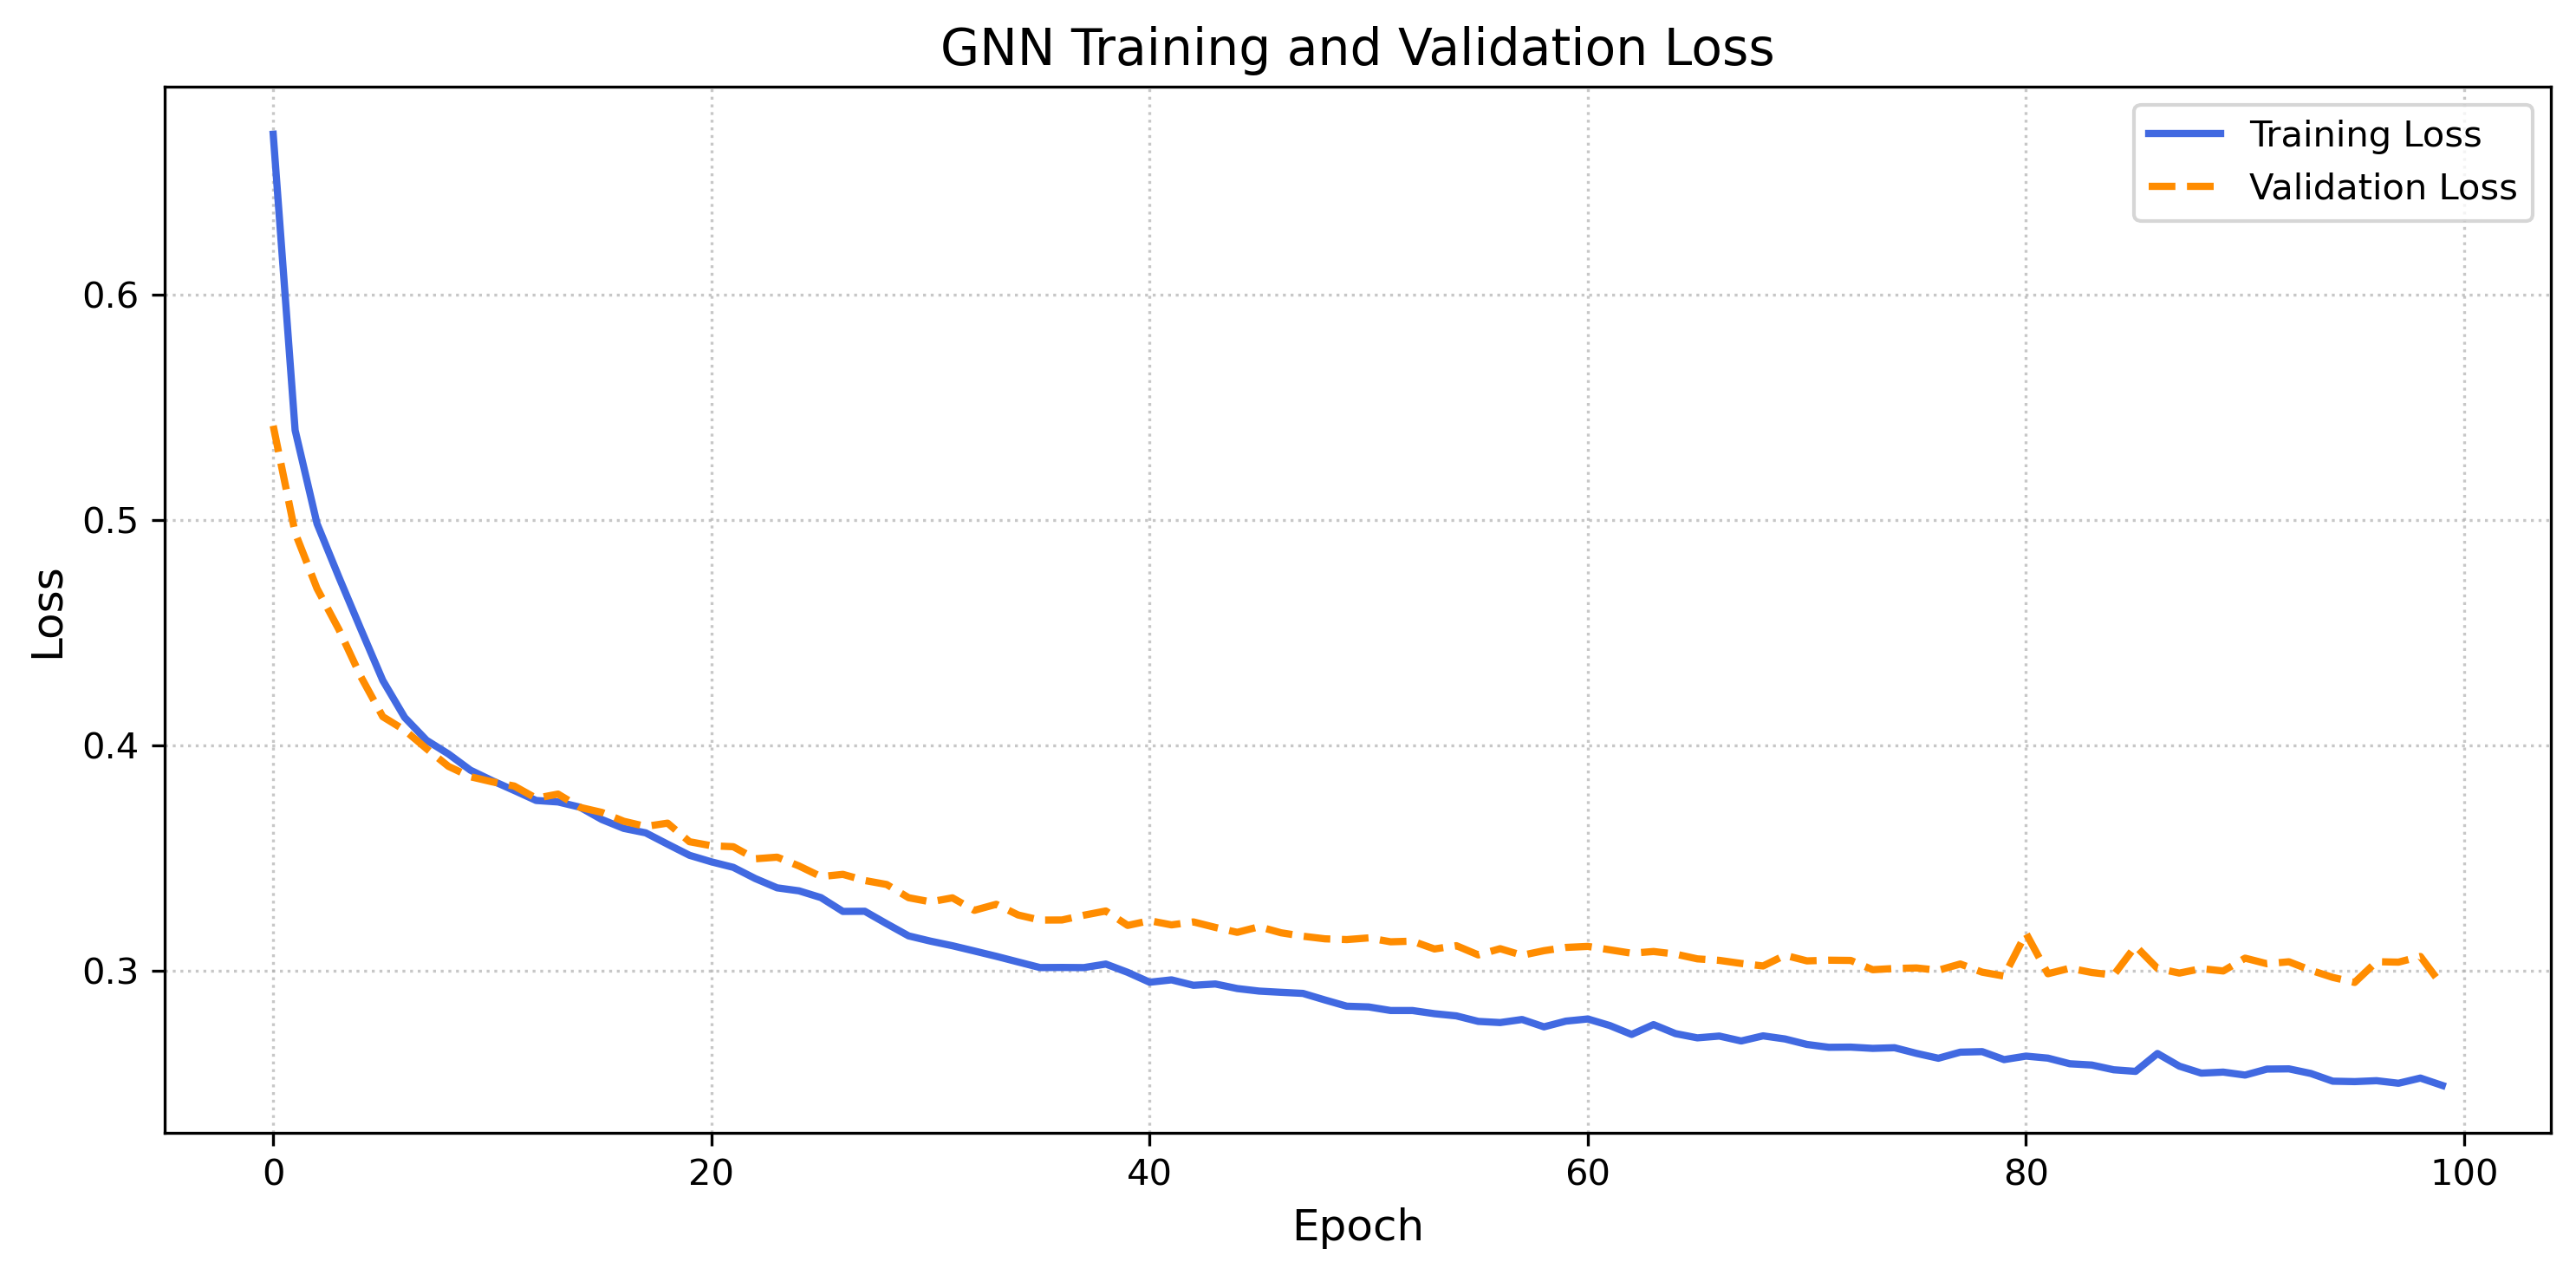 GNN Training and Validation Loss
Training Loss
Validation Loss
0.6
0.5
0.4
0.3
Loss
0 20 40 60 80 100
Epoch